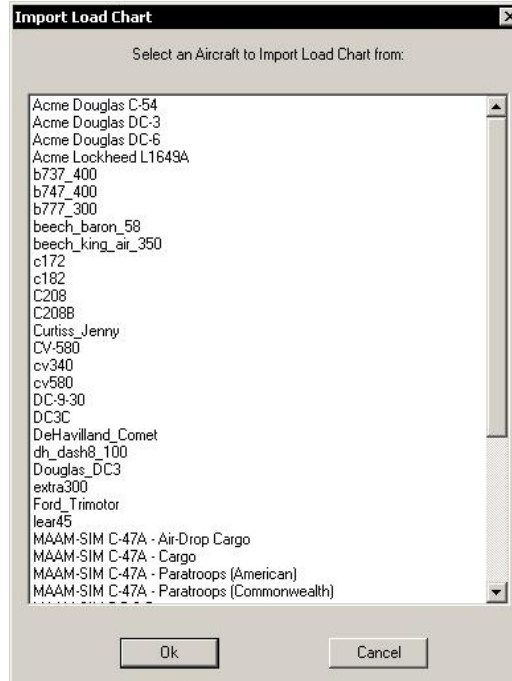 Import Load Chart
Select an Aircraft to Import Load Chart from:
Acme Douglas C-54
Acme Douglas DC-3
Acme Douglas DC-6
Acme Lockheed L1649A
b737_400
b747_400
b777_300
beech_baron_58
beech_king_air_350
c172
c182
C208
C208B
Curtiss_Jenny
CV-580
cv340
cv580
DC-9-30
DC3C
DeHavilland_Comet
dh_dash8_100
Douglas_DC3
extra300
Ford_Trimotor
lear45
MAAM-SIM C-47A - Air-Drop Cargo
MAAM-SIM C-47A - Cargo
MAAM-SIM C-47A - Paratroops (American)
MAAM-SIM C-47A - Paratroops (Commonwealth)
Ok Cancel